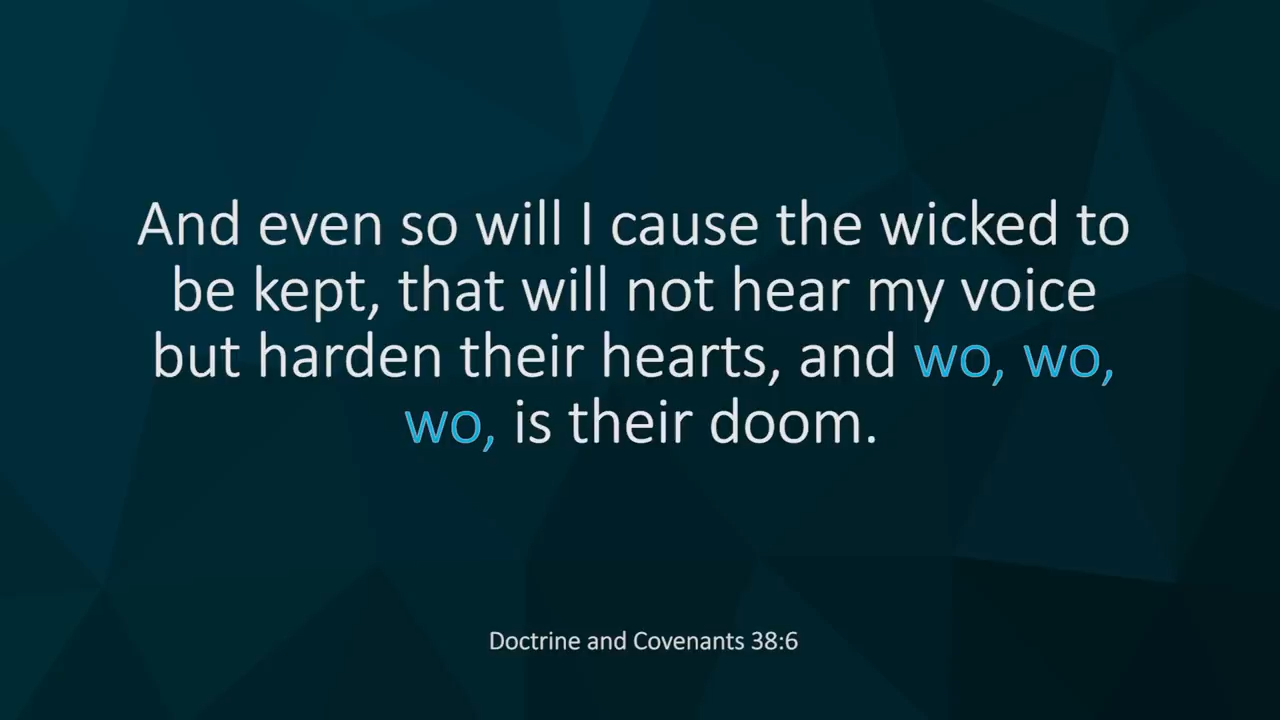 And even so will I cause the wicked to
be kept, that will not hear my voice
but harden their hearts, and wo, wo,
wo, is their doom.
Doctrine and Covenants 38:6